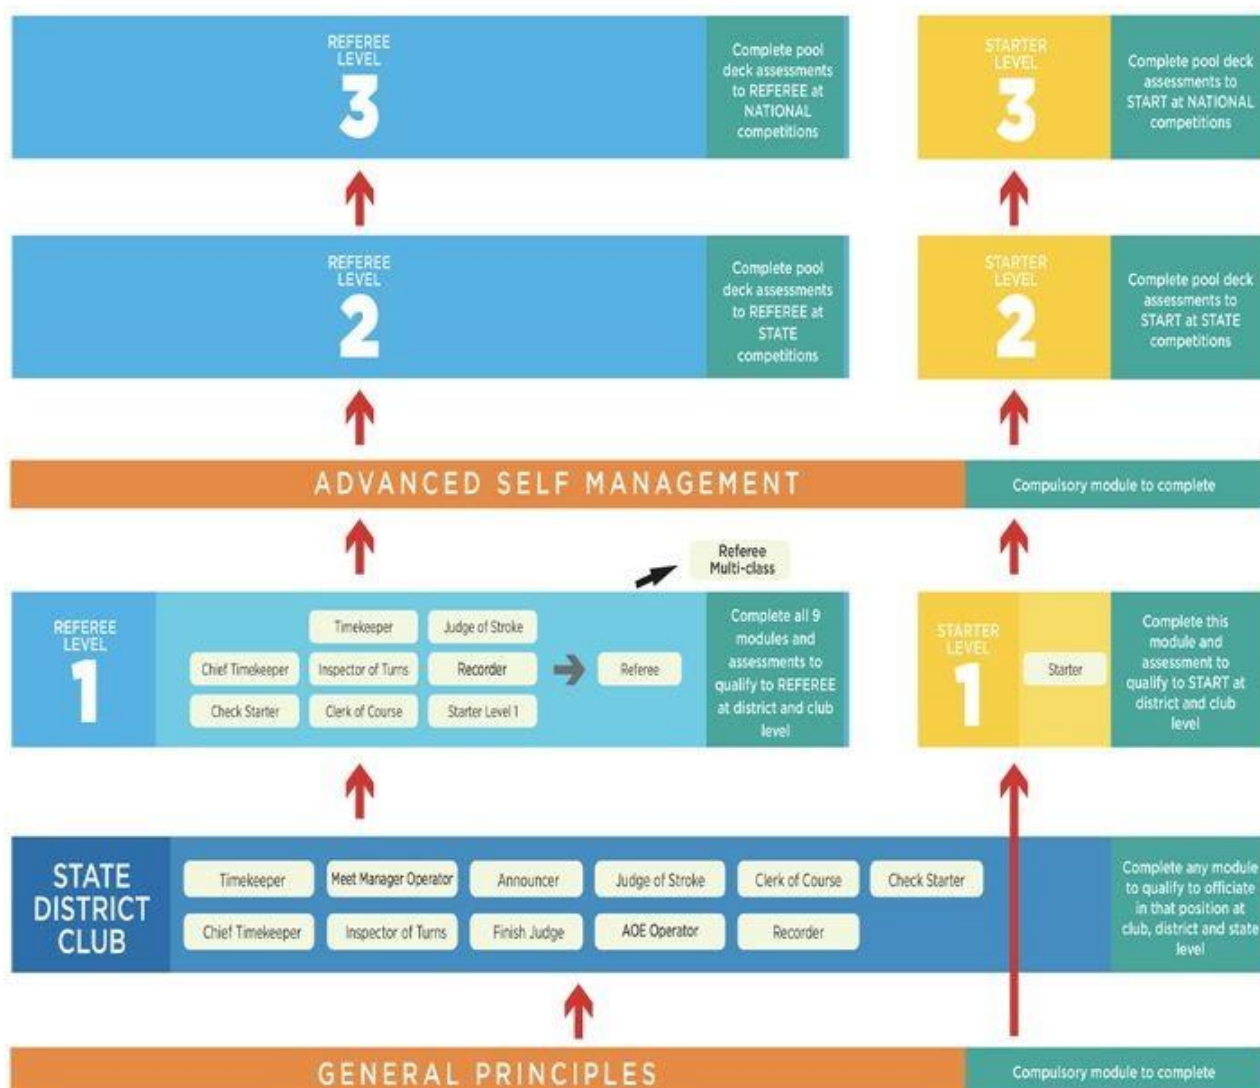 REFEREE
LEVEL
3
Complete pool
deck assessments
to REFEREE at
NATIONAL
competitions
STARTER
LEVEL
3
Complete pool deck
assessments to
START at NATIONAL
competitions
REFEREE
LEVEL
2
Complete pool
deck assessments
to REFEREE at
STATE
competitions
STARTER
LEVEL
2
Complete pool deck
assessments to
START at STATE
competitions
ADVANCED SELF MANAGEMENT
Compulsory module to complete
Referee
Multi-class
REFEREE
LEVEL
1
Timekeeper
Judge of Stroke
Chief Timekeeper
Inspector of Turns
Recorder
Referee
Check Starter
Clerk of Course
Starter Level 1
Complete all 9
modules and
assessments to
qualify to REFEREE
at district and club
level
STARTER
LEVEL
1
Starter
Complete this
module and
assessment to
qualify to START at
district and club
level
STATE
DISTRICT
CLUB
Timekeeper
Meet Manager Operator
Announcer
Judge of Stroke
Clerk of Course
Check Starter
Chief Timekeeper
Inspector of Turns
Finish Judge
AOE Operator
Recorder
Complete any module
to qualify to officiate
in that position at
club, district and state
level
GENERAL PRINCIPLES
Compulsory module to complete